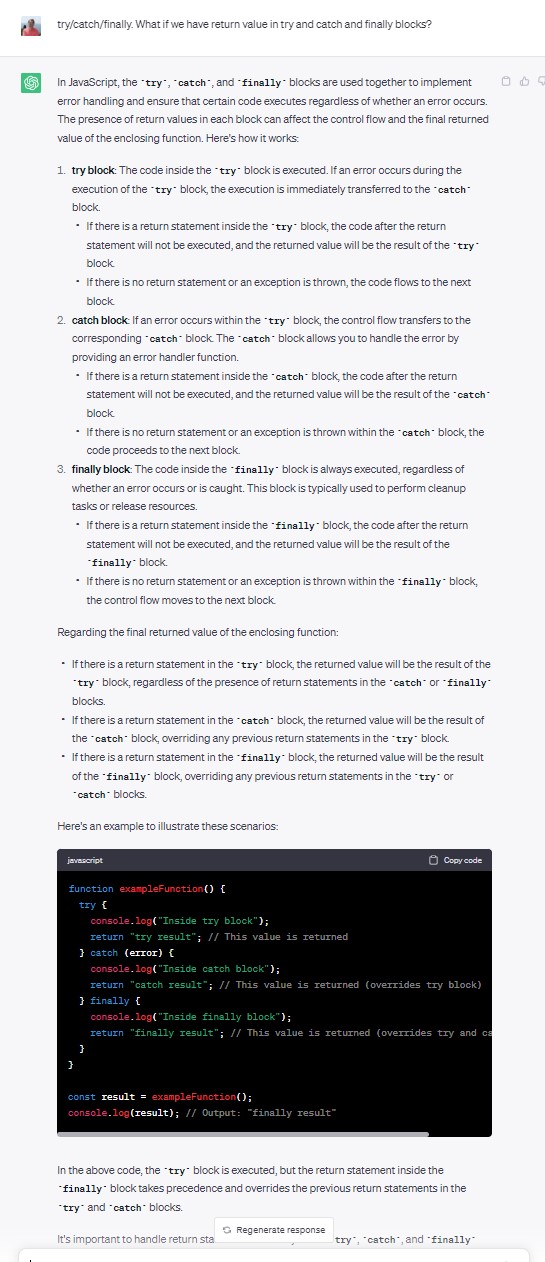 try/catch/finally. What if we have return value in try and catch and finally blocks?
In JavaScript, the `try`, `catch`, and `finally` blocks are used together to implement
error handling and ensure that certain code executes regardless of whether an error occurs.
The presence of return values in each block can affect the control flow and the final returned
value of the enclosing function. Here's how it works:
1. try block: The code inside the `try` block is executed. If an error occurs during the
execution of the `try` block, the execution is immediately transferred to the `catch`
block.
• If there is a return statement inside the `try` block, the code after the return
statement will not be executed, and the returned value will be the result of the `try`
block.
• If there is no return statement or an exception is thrown, the code flows to the next
block.
2. catch block: If an error occurs within the `try` block, the control flow transfers to the
corresponding `catch` block. The `catch` block allows you to handle the error by
providing an error handler function.
• If there is a return statement inside the `catch` block, the code after the return
statement will not be executed, and the returned value will be the result of the `catch`
block.
• If there is no return statement or an exception is thrown within the `catch` block, the
code proceeds to the next block.
3. finally block: The code inside the `finally` block is always executed, regardless of
whether an error occurs or is caught. This block is typically used to perform cleanup
tasks or release resources.
• If there is a return statement inside the `finally` block, the code after the return
statement will not be executed, and the returned value will be the result of the
`finally` block.
• If there is no return statement or an exception is thrown within the `finally` block,
the control flow moves to the next block.
Regarding the final returned value of the enclosing function:
• If there is a return statement in the `try` block, the returned value will be the result of the
`try` block, regardless of the presence of return statements in the `catch` or `finally`
blocks.
• If there is a return statement in the `catch` block, the returned value will be the result of
the `catch` block, overriding any previous return statements in the `try` block.
• If there is a return statement in the `finally` block, the returned value will be the result
of the `finally` block, overriding any previous return statements in the `try` or
`catch` blocks.
Here's an example to illustrate these scenarios:
javascript Copy code
function exampleFunction() {
try {
console.log("Inside try block");
return "try result"; // This value is returned
} catch (error) {
console.log("Inside catch block");
return "catch result"; // This value is returned (overrides try block)
} finally {
console.log("Inside finally block");
return "finally result"; // This value is returned (overrides try and ca
}
}
const result = exampleFunction();
console.log(result); // Output: "finally result"
In the above code, the `try` block is executed, but the return statement inside the
`finally` block takes precedence and overrides the previous return statements in the
`try` and `catch` blocks.
Regenerate response
It's important to handle return sta try`, `catch`, and `finally`